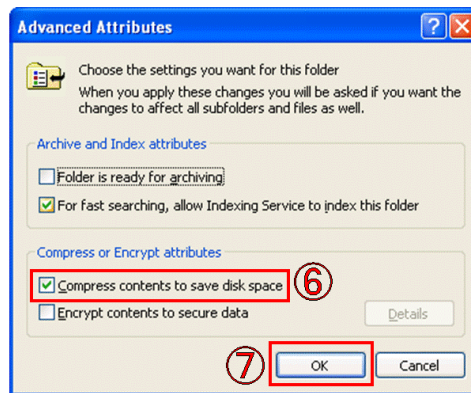 Advanced Attributes
Choose the settings you want for this folder
When you apply these changes you will be asked if you want the
changes to affect all subfolders and files as well.
Archive and Index attributes
Folder is ready for archiving
For fast searching, allow Indexing Service to index this folder
Compress or Encrypt attributes
Compress contents to save disk space ⑥
Encrypt contents to secure data Details
⑦ OK Cancel